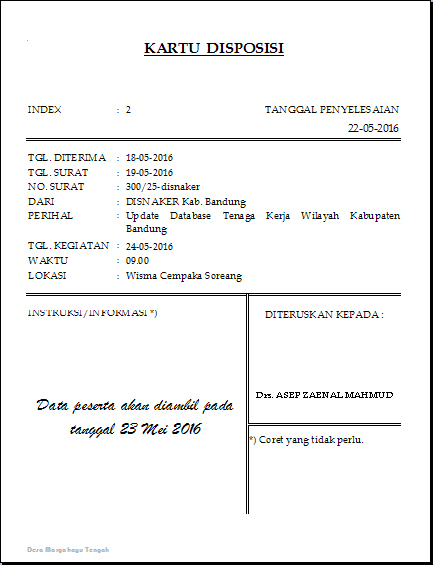 KARTU DISPOSISI
INDEX : 2 TANGGAL PENYELESAIAN
22-05-2016
TGL. DITERIMA : 18-05-2016
TGL. SURAT : 19-05-2016
NO. SURAT : 300/25-disnaker
DARI : DISNAKER Kab. Bandung
PERIHAL : Update Database Tenaga Kerja Wilayah Kabupaten
Bandung
TGL. KEGIATAN : 24-05-2016
WAKTU : 09.00
LOKASI : Wisma Cempaka Soreang
INSTRUKSI/INFORMASI *)
Data peserta akan diambil pada
tanggal 23 Mei 2016
DITERUSKAN KEPADA :
Drs. ASEP ZAENAL MAHMUD
*) Coret yang tidak perlu.
Desa Margahayu Tengah